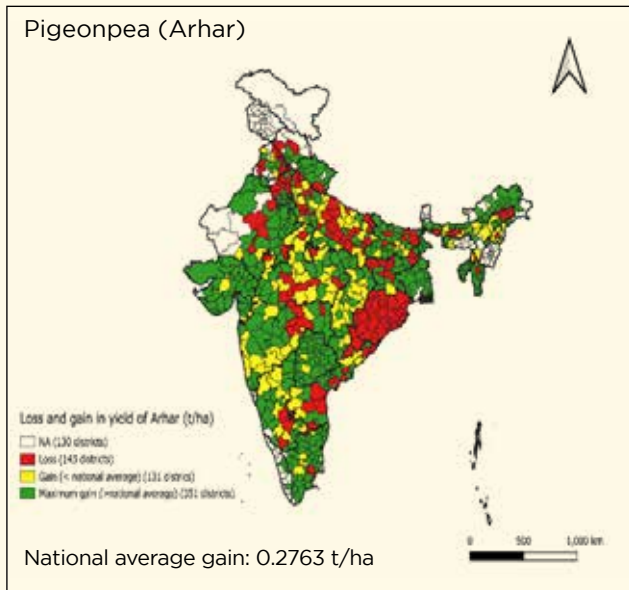 Pigeonpea (Arhar)
Loss and gain in yield of Arhar (t/ha)
NA (130 districts)
Loss (143 districts)
Gain (< national average) (131 district)
Maximum gain (>national average) (351 districts)
National average gain: 0.2763 t/ha
0 500 1,000 km